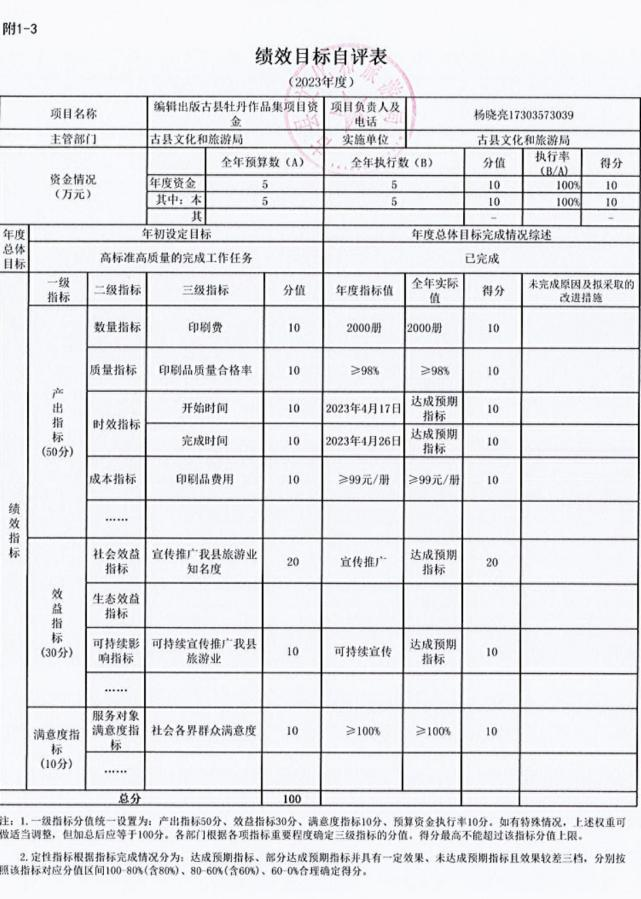 附1-3
绩效目标自评表
（2023年度）
项目名称 编辑出版古县牡丹作品集项目资金 项目负责人及电话 杨晓亮17303573039
主管部门 古县文化和旅游局 实施单位 古县文化和旅游局
资金情况（万元） 全年预算数（A） 全年执行数（B） 分值 执行率（B/A） 得分
年度资金 5 5 10 100% 10
其中：本 5 5 10 100% 10
其 - -
年度总体目标 年初设定目标 年度总体目标完成情况综述
高标准高质量的完成工作任务 已完成
绩效指标 一级指标 二级指标 三级指标 分值 年度指标值 全年实际值 得分 未完成原因及拟采取的改进措施
产出指标（50分） 数量指标 印刷费 10 2000册 2000册 10
质量指标 印刷品质量合格率 10 ≥98% ≥98% 10
时效指标 开始时间 10 2023年4月17日 达成预期指标 10
完成时间 10 2023年4月26日 达成预期指标 10
成本指标 印刷品费用 10 ≥99元/册 ≥99元/册 10
……
效益指标（30分） 社会效益指标 宣传推广我县旅游业知名度 20 宣传推广 达成预期指标 20
生态效益指标
可持续影响指标 可持续宣传推广我县旅游业 10 可持续宣传 达成预期指标 10
……
满意度指标（10分） 服务对象满意度指标 社会各界群众满意度 10 ≥100% ≥100% 10
……
总分 100
注：1.一级指标分值统一设置为：产出指标50分、效益指标30分、满意度指标10分、预算资金执行率10分。如有特殊情况，上述权重可
做适当调整，但加总后应等于100分。各部门根据各项指标重要程度确定三级指标的分值。得分最高不能超过该指标分值上限。
2.定性指标根据指标完成情况分为：达成预期指标、部分达成预期指标并具有一定效果、未达成预期指标且效果较差三档，分别按
照该指标对应分值区间100-80%(含80%)、80-60%(含60%)、60-0%合理确定得分。